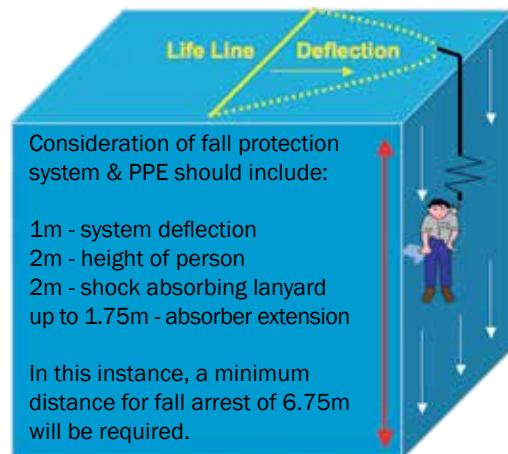 Life Line
Deflection
Consideration of fall protection
system & PPE should include:
1m - system deflection
2m - height of person
2m - shock absorbing lanyard
up to 1.75m - absorber extension
In this instance, a minimum
distance for fall arrest of 6.75m
will be required.